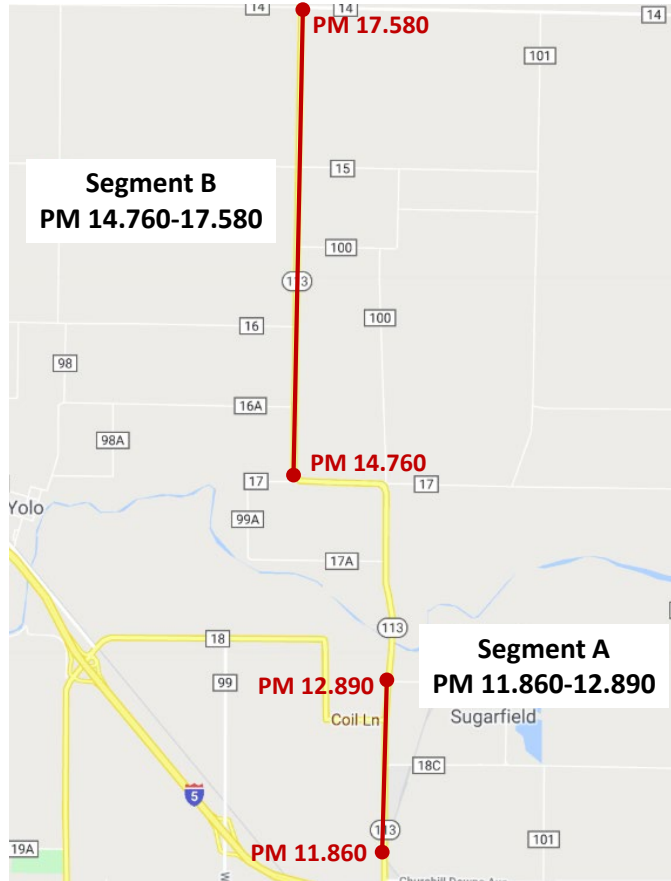 14
14
14
PM 17.580
101
15
Segment B
PM 14.760-17.580
100
113
16
100
98
16A
98A
PM 14.760
17
17
Yolo
99A
17A
113
18
Segment A
PM 11.860-12.890
99
PM 12.890
Coil Ln
Sugarfield
18C
5
113
19A
101
PM 11.860